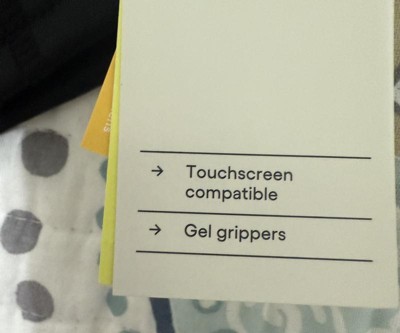 → Touchscreen
compatible
→ Gel grippers